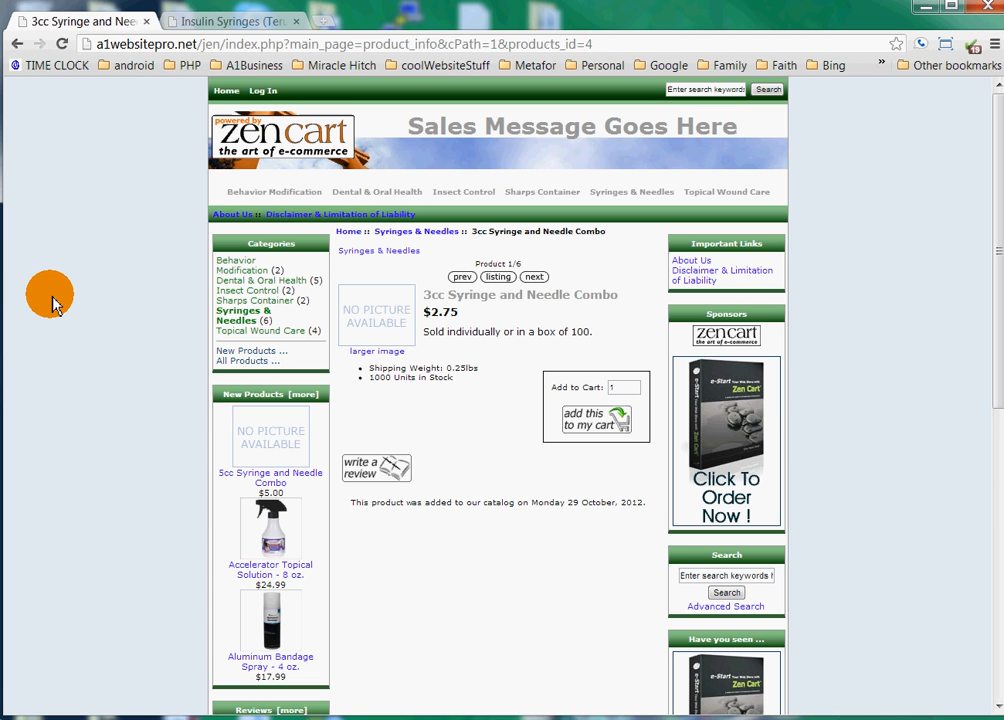 3cc Syringe and Nee
Insulin Syringes (Ter
a1websitepro.net/jen/index.php?main_page=product_info&cPath=1&products_id=4
19
TIME CLOCK android PHP A1Business Miracle Hitch coolWebsiteStuff Metafor Personal Google Family Faith Bing » Other bookmarks
Home Log In
Enter search keywords Search
powered by
zen cart
the art of e-commerce
Sales Message Goes Here
Behavior Modification Dental & Oral Health Insect Control Sharps Container Syringes & Needles Topical Wound Care
About Us :: Disclaimer & Limitation of Liability
Categories
Behavior
Modification (2)
Dental & Oral Health (5)
Insect Control (2)
Sharps Container (2)
Syringes &
Needles (6)
Topical Wound Care (4)
New Products ...
All Products ...
New Products [more]
NO PICTURE
AVAILABLE
5cc Syringe and Needle
Combo
$5.00
Accelerator Topical
Solution - 8 oz.
$24.99
Aluminum Bandage
Spray - 4 oz.
$17.99
Reviews [more]
Home :: Syringes & Needles :: 3cc Syringe and Needle Combo
Syringes & Needles
Product 1/6
prev listing next
NO PICTURE
AVAILABLE
larger image
3cc Syringe and Needle Combo
$2.75
Sold individually or in a box of 100.
Shipping Weight: 0.25lbs
1000 Units in Stock
Add to Cart: 1
add this
to my cart
write a
review
This product was added to our catalog on Monday 29 October, 2012.
Important Links
About Us
Disclaimer & Limitation
of Liability
Sponsors
zencart
the art of e-commerce
e-Start Your Web Store with
Zen Cart
Click To
Order
Now !
Search
Enter search keywords h
Search
Advanced Search
Have you seen ...